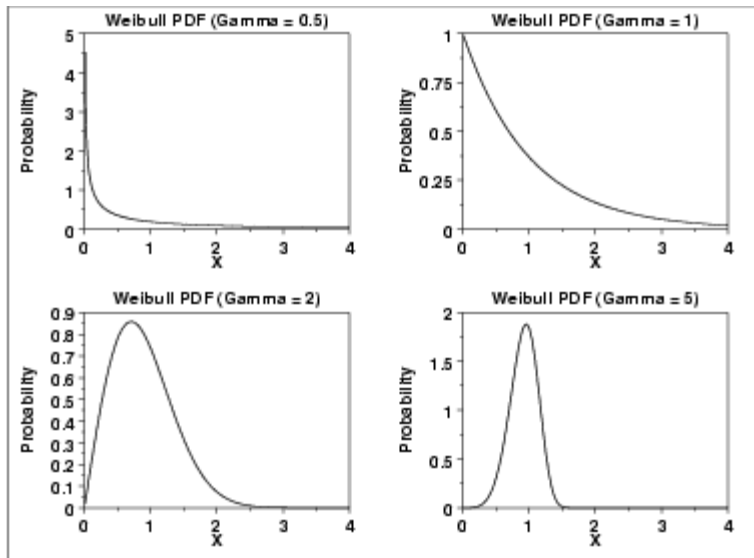 Weibull PDF (Gamma = 0.5)
Probability
5
4
3
2
1
0
0 1 2 3 4
X
Weibull PDF (Gamma = 1)
Probability
1
0.75
0.5
0.25
0
0 1 2 3 4
X
Weibull PDF (Gamma = 2)
Probability
0.9
0.8
0.7
0.6
0.5
0.4
0.3
0.2
0.1
0
0 1 2 3 4
X
Weibull PDF (Gamma = 5)
Probability
2
1.5
1
0.5
0
0 1 2 3 4
X